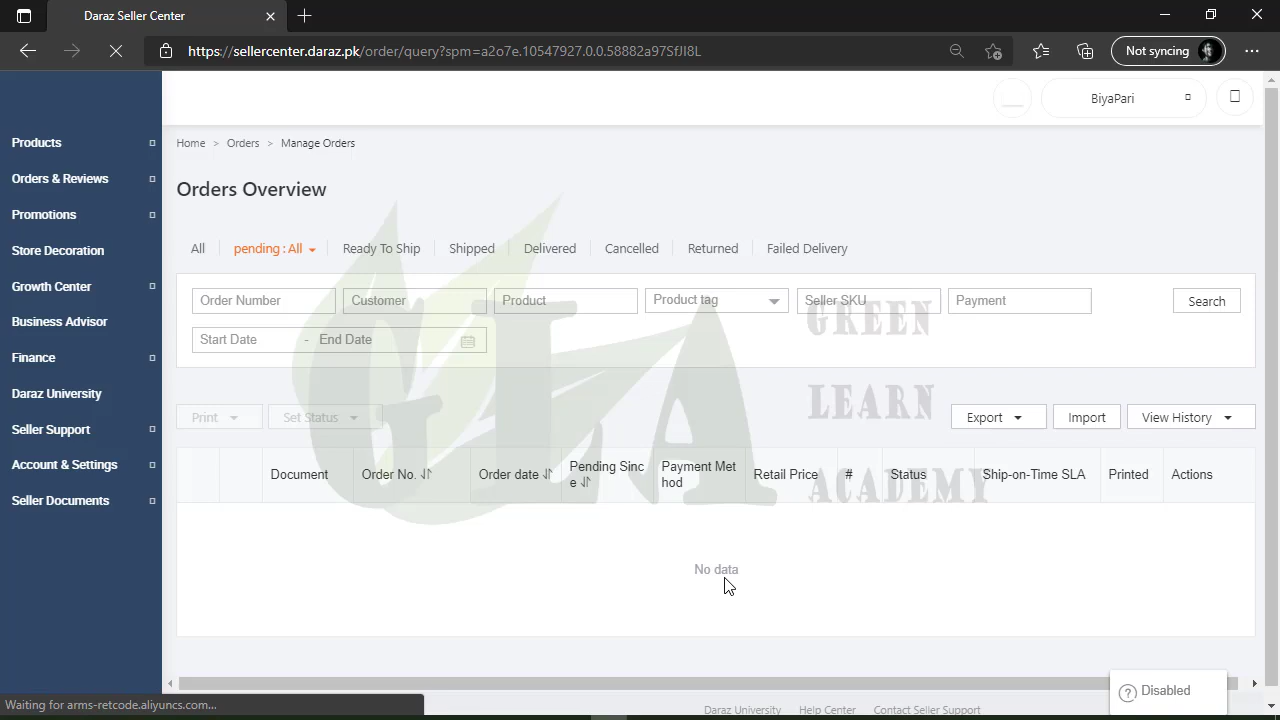 Daraz Seller Center
https://sellercenter.daraz.pk/order/query?spm=a2o7e.10547927.0.0.58882a97SfJI8L
Not syncing
BiyaPari
Products
Orders & Reviews
Promotions
Store Decoration
Growth Center
Business Advisor
Finance
Daraz University
Seller Support
Account & Settings
Seller Documents
Home > Orders > Manage Orders
Orders Overview
All pending : All Ready To Ship Shipped Delivered Cancelled Returned Failed Delivery
Order Number Customer Product Product tag Seller SKU Payment Search
Start Date - End Date
GLA
GREEN
LEARN
ACADEMY
Print Set Status Export Import View History
Document Order No. Order date Pending Sinc
e Payment Met
hod Retail Price # Status Ship-on-Time SLA Printed Actions
No data
? Disabled
Waiting for arms-retcode.aliyuncs.com...
Daraz University Help Center Contact Seller Support